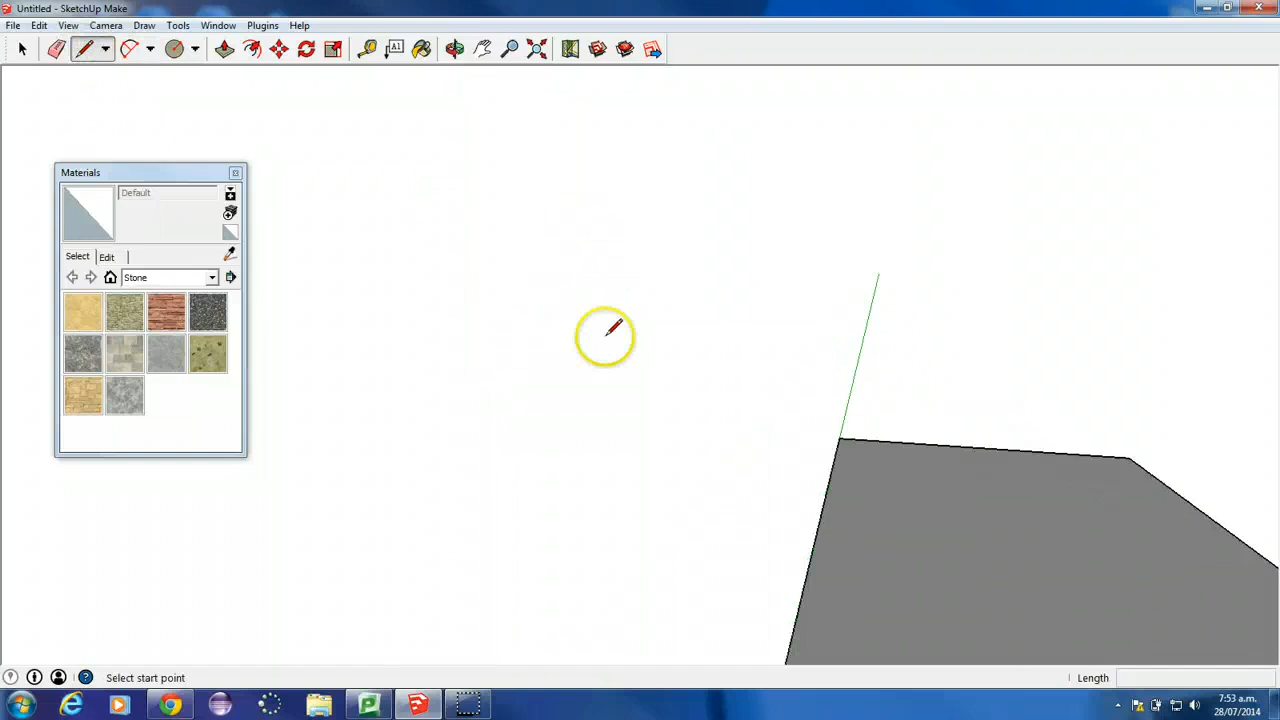 Untitled - SketchUp Make
File Edit View Camera Draw Tools Window Plugins Help
A1
Materials
Default
Select Edit
Stone
Select start point
Length
7:53 a.m.
28/07/2014